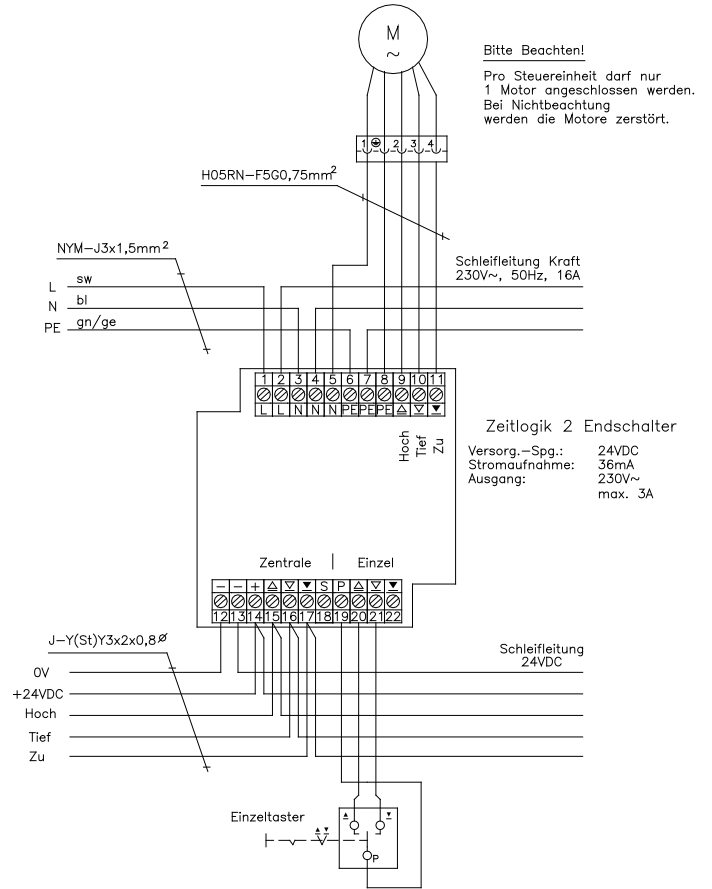 M
~
Bitte Beachten!
Pro Steuereinheit darf nur
1 Motor angeschlossen werden.
Bei Nichtbeachtung
werden die Motore zerstört.
1 2 3 4
H05RN-F5G0,75mm²
NYM-J3x1,5mm²
Schleifleitung Kraft
230V~, 50Hz, 16A
L sw
N bl
PE gn/ge
1 2 3 4 5 6 7 8 9 10 11
L L N N N PE PE PE △ ▽ ▼
Hoch
Tief
Zu
Zeitlogik 2 Endschalter
Versorg.-Spg.: 24VDC
Stromaufnahme: 36mA
Ausgang: 230V~
max. 3A
Zentrale | Einzel
- - + △ ▽ ▼ S P △ ▽ ▼
12 13 14 15 16 17 18 19 20 21 22
J-Y(St)Y3x2x0,8⌀
Schleifleitung
24VDC
0V
+24VDC
Hoch
Tief
Zu
Einzeltaster
▲ ▼
▲ ▼
P